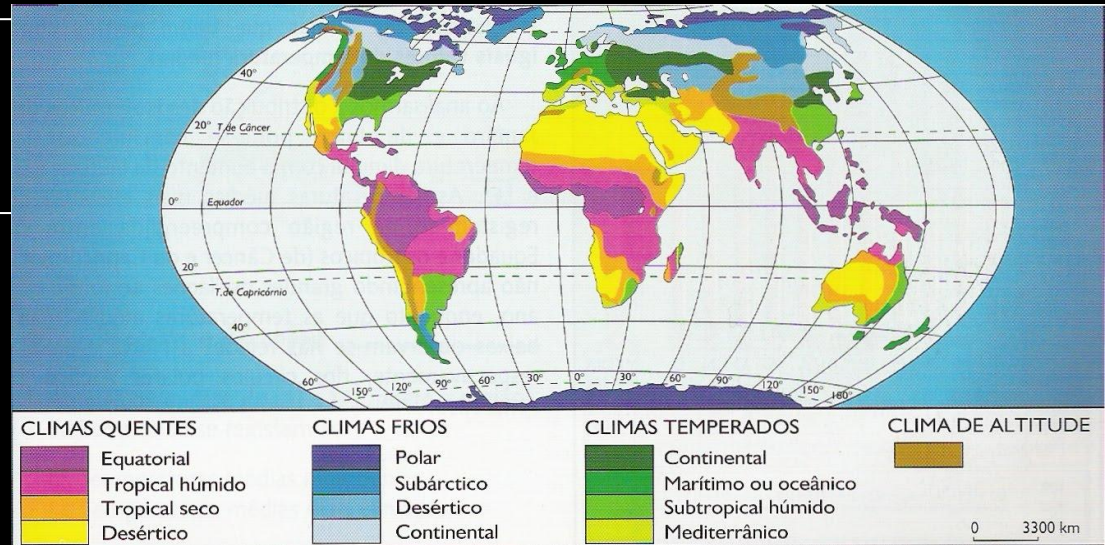 40°
20° T. de Câncer
0° Equador
20°
T. de Capricórnio
40°
60° 150° 120° 90° 60° 30° 0° 30° 60° 90° 120° 150° 180°
CLIMAS QUENTES
Equatorial
Tropical húmido
Tropical seco
Desértico
CLIMAS FRIOS
Polar
Subárctico
Desértico
Continental
CLIMAS TEMPERADOS
Continental
Marítimo ou oceânico
Subtropical húmido
Mediterrânico
CLIMA DE ALTITUDE
0 3300 km